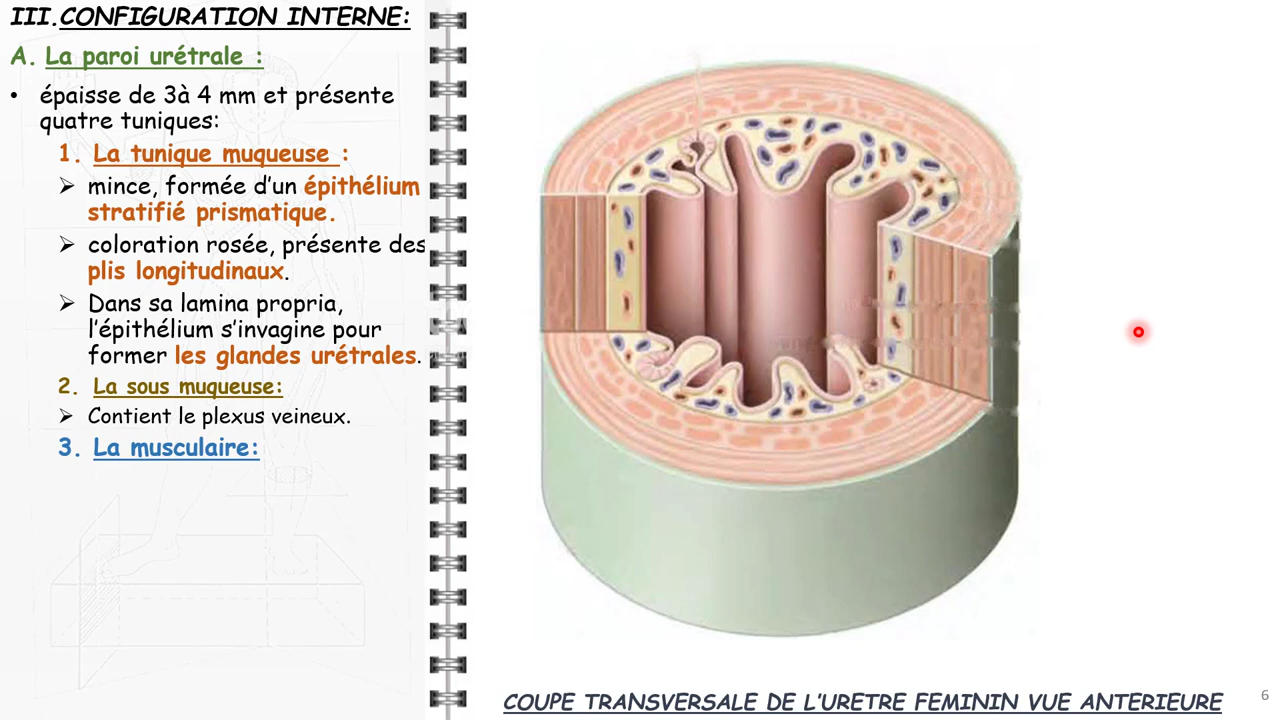 III.CONFIGURATION INTERNE:
A. La paroi urétrale :
• épaisse de 3à 4 mm et présente
quatre tuniques:
1. La tunique muqueuse :
➢ mince, formée d’un épithélium
stratifié prismatique.
➢ coloration rosée, présente des
plis longitudinaux.
➢ Dans sa lamina propria,
l’épithélium s’invagine pour
former les glandes urétrales.
2. La sous muqueuse:
➢ Contient le plexus veineux.
3. La musculaire:
COUPE TRANSVERSALE DE L’URETRE FEMININ VUE ANTERIEURE
6